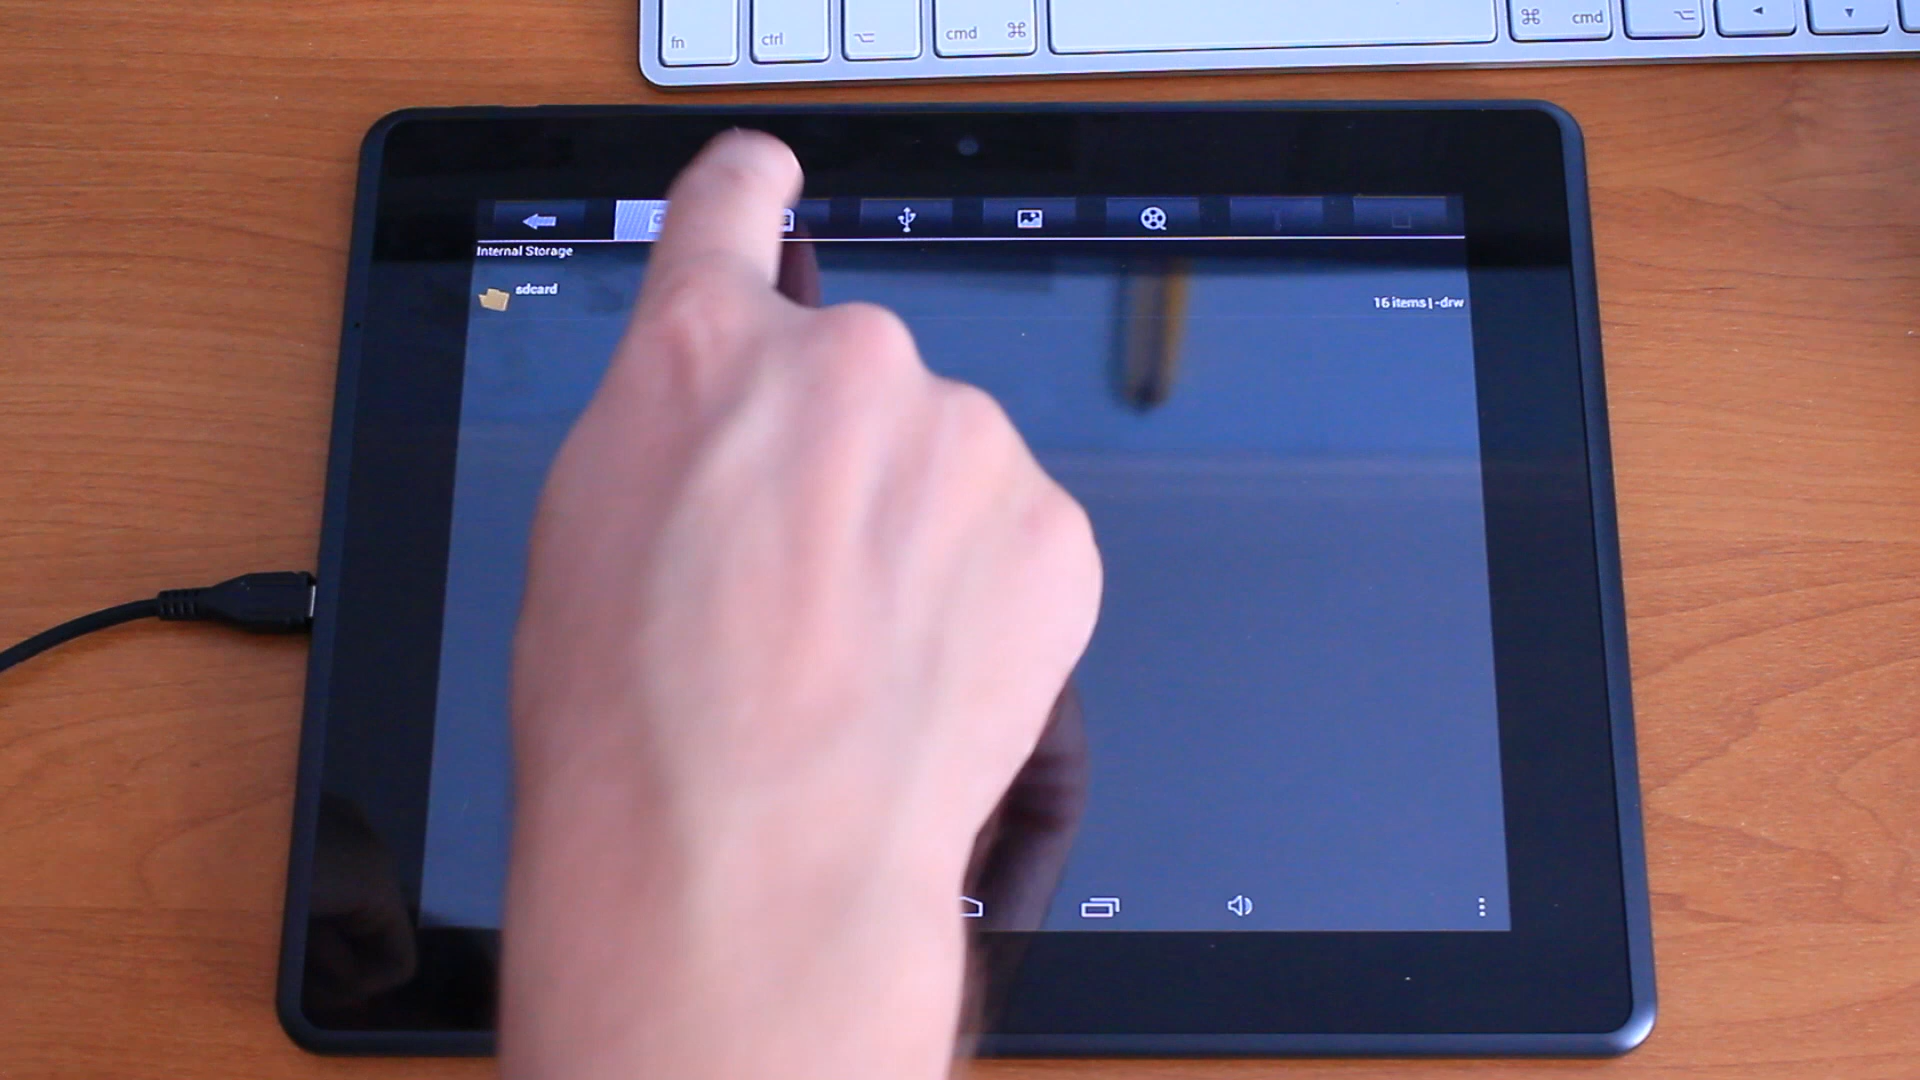 fn
ctrl
cmd
cmd
Internal Storage
sdcard
16 items | -drw